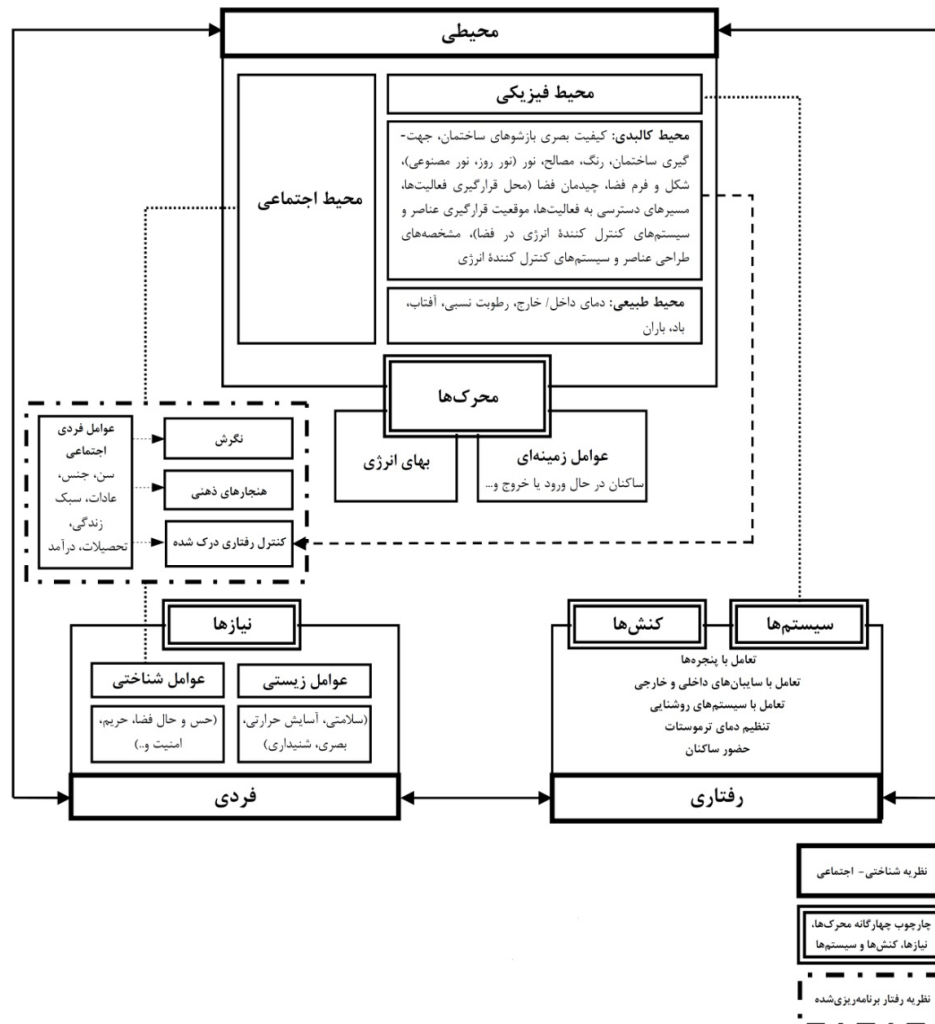 محیطی
محیط فیزیکی
محیط کالبدی: کیفیت بصری بازشوهای ساختمان، جهت-
گیری ساختمان، رنگ، مصالح، نور (نور روز، نور مصنوعی)،
شکل و فرم فضا، چیدمان فضا (محل قرارگیری فعالیت‌ها،
مسیرهای دسترسی به فعالیت‌ها، موقعیت قرارگیری عناصر و
سیستم‌های کنترل کنندهٔ انرژی در فضا)، مشخصه‌های
طراحی عناصر و سیستم‌های کنترل کنندهٔ انرژی
محیط طبیعی: دمای داخل/ خارج، رطوبت نسبی، آفتاب،
باد، باران
محیط اجتماعی
محرک‌ها
عوامل زمینه‌ای
ساکنان در حال ورود یا خروج و...
بهای انرژی
عوامل فردی
اجتماعی
سن، جنس،
عادات، سبک
زندگی،
تحصیلات، درآمد
نگرش
هنجارهای ذهنی
کنترل رفتاری درک شده
سیستم‌ها
کنش‌ها
تعامل با پنجره‌ها
تعامل با سایبان‌های داخلی و خارجی
تعامل با سیستم‌های روشنایی
تنظیم دمای ترموستات
حضور ساکنان
رفتاری
نیازها
عوامل زیستی
(سلامتی، آسایش حرارتی،
بصری، شنیداری)
عوامل شناختی
(حس و حال فضا، حریم،
امنیت و..)
فردی
نظریه شناختی- اجتماعی
چارچوب چهارگانه محرک‌ها،
نیازها، کنش‌ها و سیستم‌ها
نظریه رفتار برنامه‌ریزی‌شده